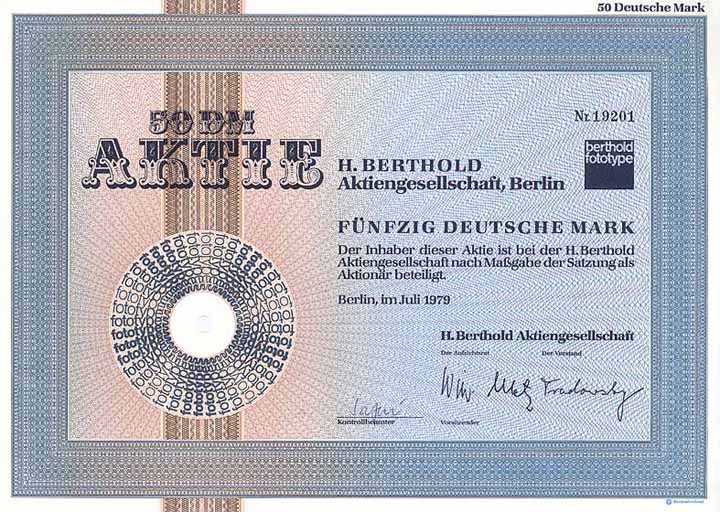 50 Deutsche Mark
50 DM
AKTIE
Nr. 19201
berthold
fototype
H. BERTHOLD
Aktiengesellschaft, Berlin
FÜNFZIG DEUTSCHE MARK
Der Inhaber dieser Aktie ist bei der H. Berthold
Aktiengesellschaft nach Maßgabe der Satzung als
Aktionär beteiligt.
Berlin, im Juli 1979
H. Berthold Aktiengesellschaft
Der Aufsichtsrat Der Vorstand
Kontrollbeamter
Vorsitzender
fototype